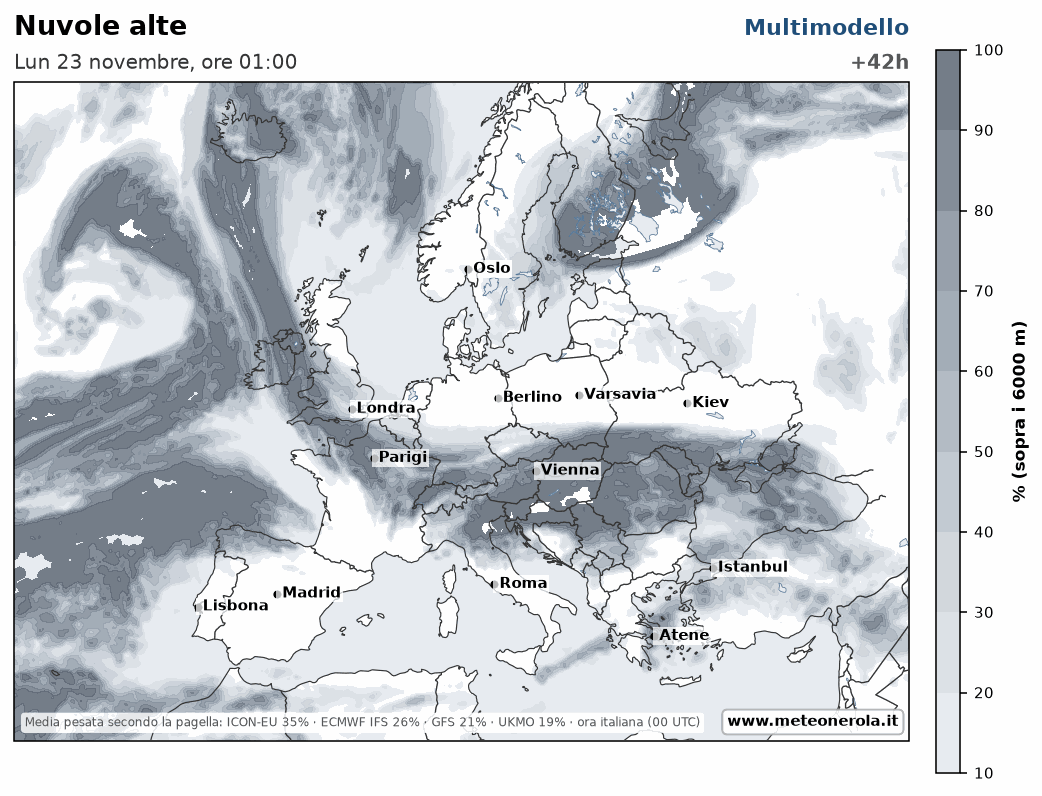 Nuvole alte
Multimodello
Lun 23 novembre, ore 01:00
+42h
Oslo
Londra
Berlino
Varsavia
Kiev
Parigi
Vienna
Istanbul
Roma
Madrid
Lisbona
Atene
Media pesata secondo la pagella: ICON-EU 35% · ECMWF IFS 26% · GFS 21% · UKMO 19% · ora italiana (00 UTC)
www.meteonerola.it
100
90
80
70
60
50
40
30
20
10
% (sopra i 6000 m)